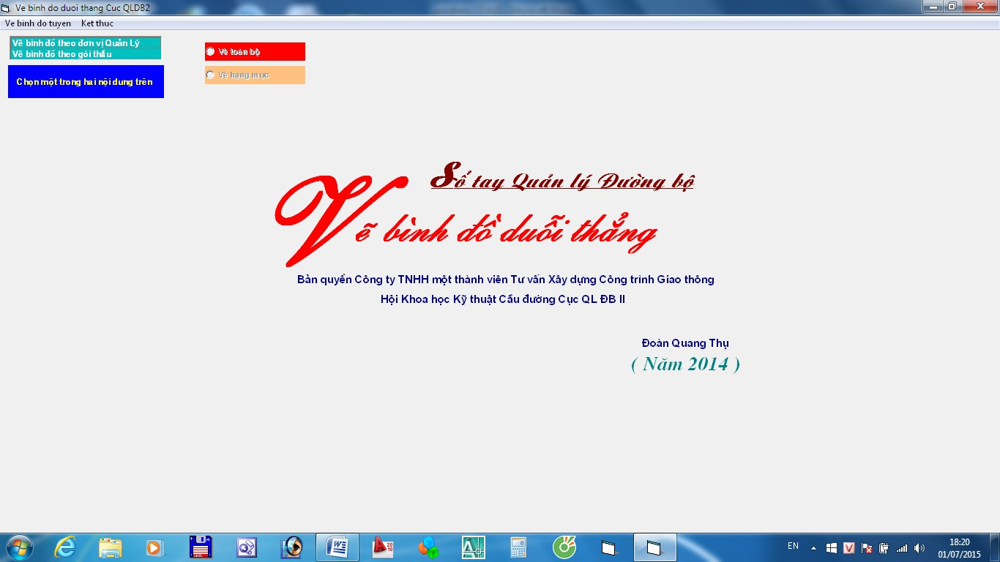 Ve binh do duoi thang Cuc QLDB2
Ve binh do tuyen Ket thuc
Vẽ bình đồ theo đơn vị Quản Lý
Vẽ bình đồ theo gói thầu
Chọn một trong hai nội dung trên
Vẽ toàn bộ
Vẽ hạng mục
Sổ tay Quản lý Đường bộ
Vẽ bình đồ duỗi thẳng
Bản quyền Công ty TNHH một thành viên Tư vấn Xây dựng Công trình Giao thông
Hội Khoa học Kỹ thuật Cầu đường Cục QL ĐB II
Đoàn Quang Thụ
( Năm 2014 )
EN
18:20
01/07/2015